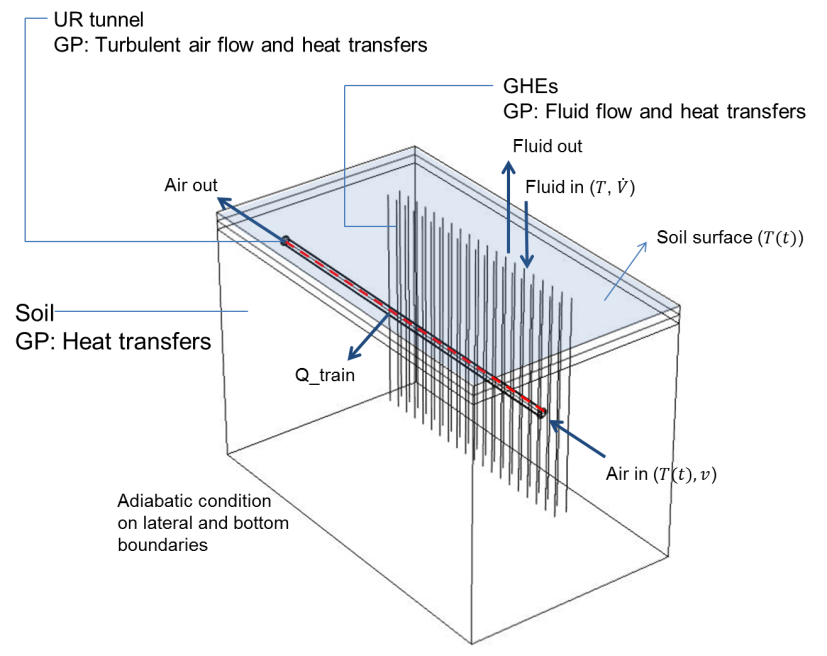 UR tunnel
GP: Turbulent air flow and heat transfers
GHEs
GP: Fluid flow and heat transfers
Fluid out
Air out
Fluid in (T, V̇)
Soil surface (T(t))
Soil
GP: Heat transfers
Q_train
Air in (T(t), v)
Adiabatic condition
on lateral and bottom
boundaries